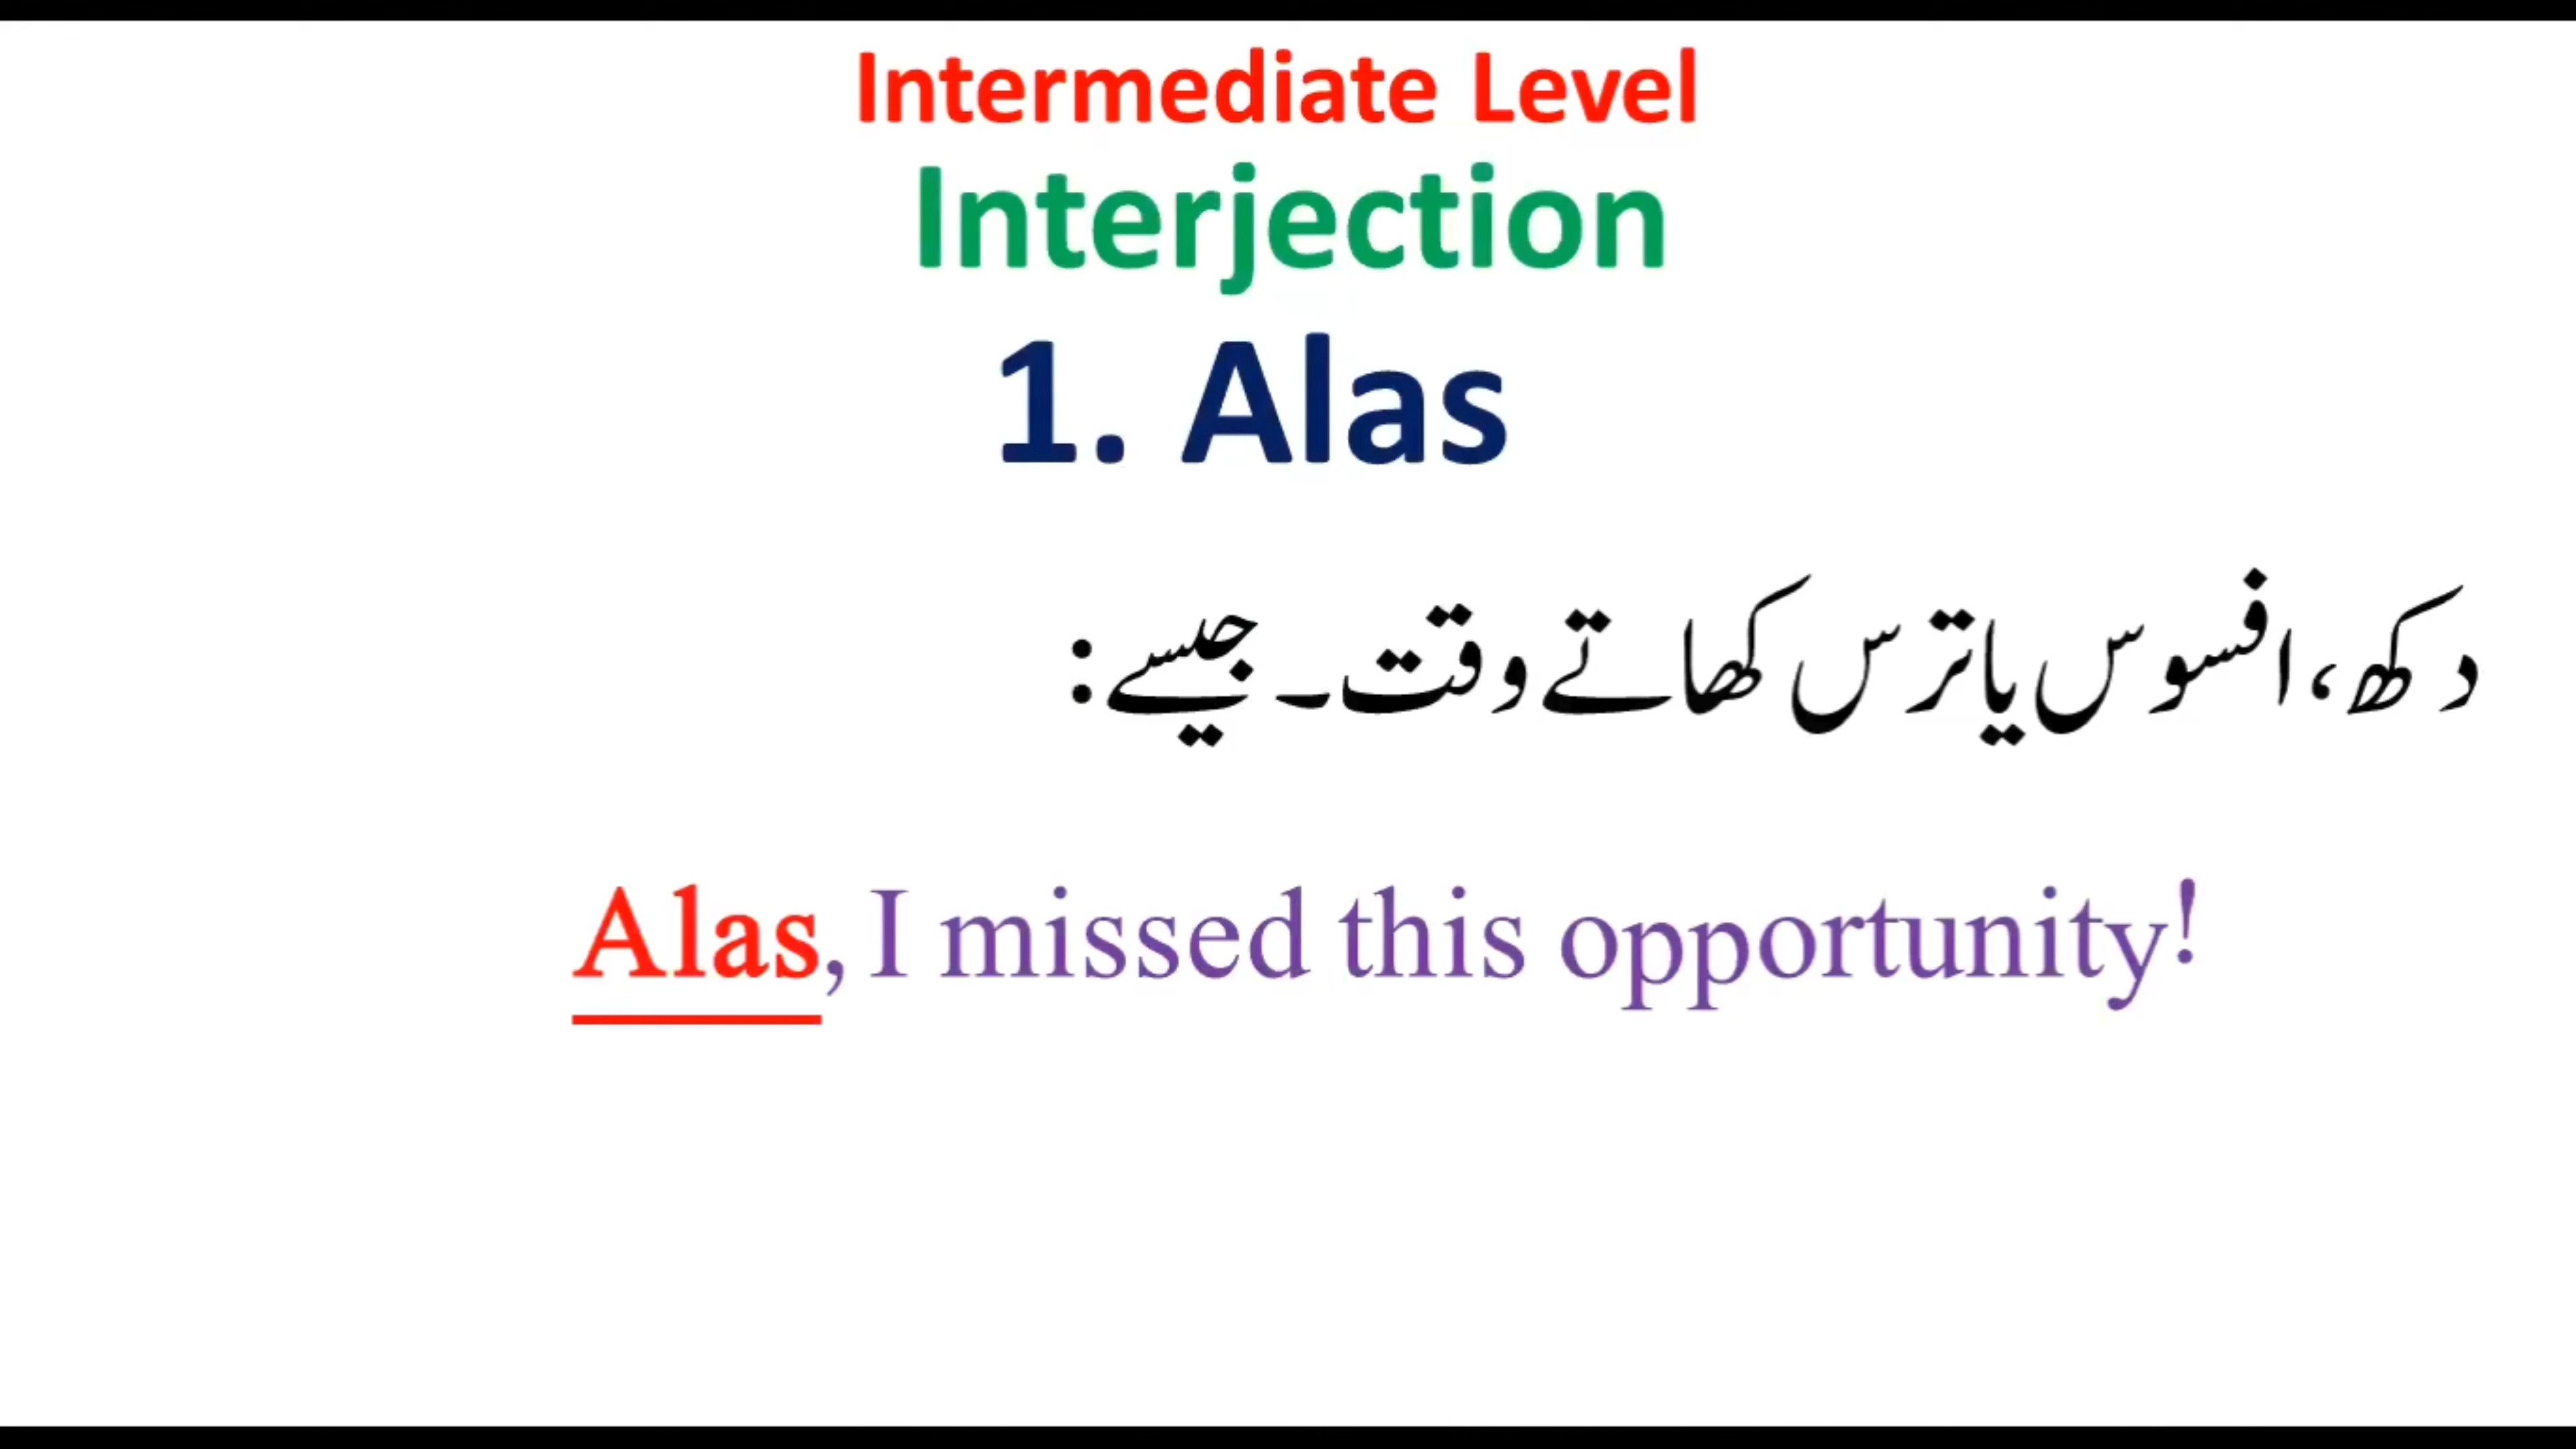 Intermediate Level
Interjection
1. Alas
دکھ، افسوس یا ترس کھاتے وقت۔ جیسے:
Alas, I missed this opportunity!